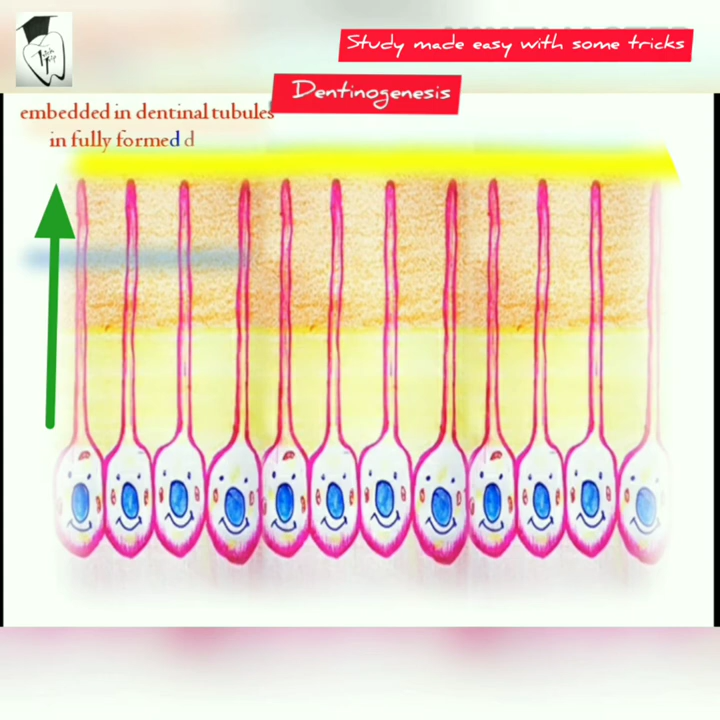 Study made easy with some tricks
Dentinogenesis
embedded in dentinal tubules
in fully formed d